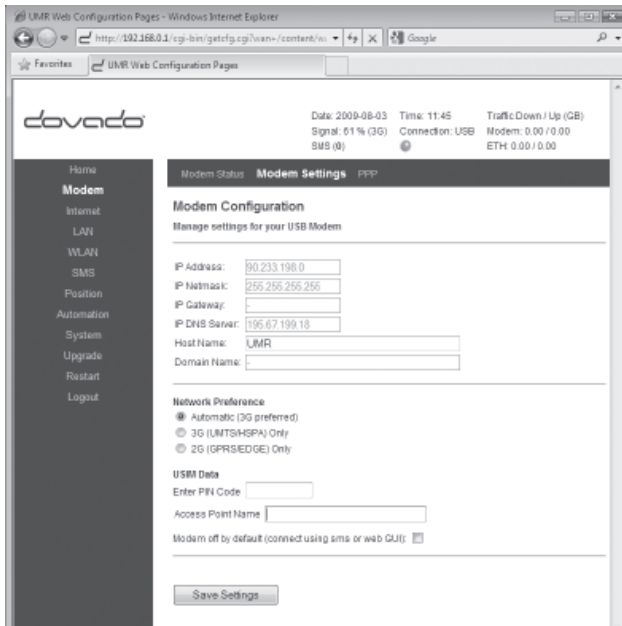 UMR Web Configuration Pages - Windows Internet Explorer
http://192.168.0.1/cgi-bin/getcfg.cgi?wan+/content/w
Google
Favorites UMR Web Configuration Pages
dovado
Date: 2009-08-03 Time: 11:45 Traffic Down / Up (GB)
Signal: 61 % (3G) Connection: USB Modem: 0.00 / 0.00
SMS (0) ETH: 0.00 / 0.00
Home
Modem
Internet
LAN
WLAN
SMS
Position
Automation
System
Upgrade
Restart
Logout
Modem Status Modem Settings PPP
Modem Configuration
Manage settings for your USB Modem
IP Address: 90.233.198.0
IP Netmask: 255.255.255.255
IP Gateway: -
IP DNS Server: 195.67.199.18
Host Name: UMR
Domain Name: -
Network Preference
Automatic (3G preferred)
3G (UMTS/HSPA) Only
2G (GPRS/EDGE) Only
USIM Data
Enter PIN Code
Access Point Name
Modem off by default (connect using sms or web GUI):
Save Settings